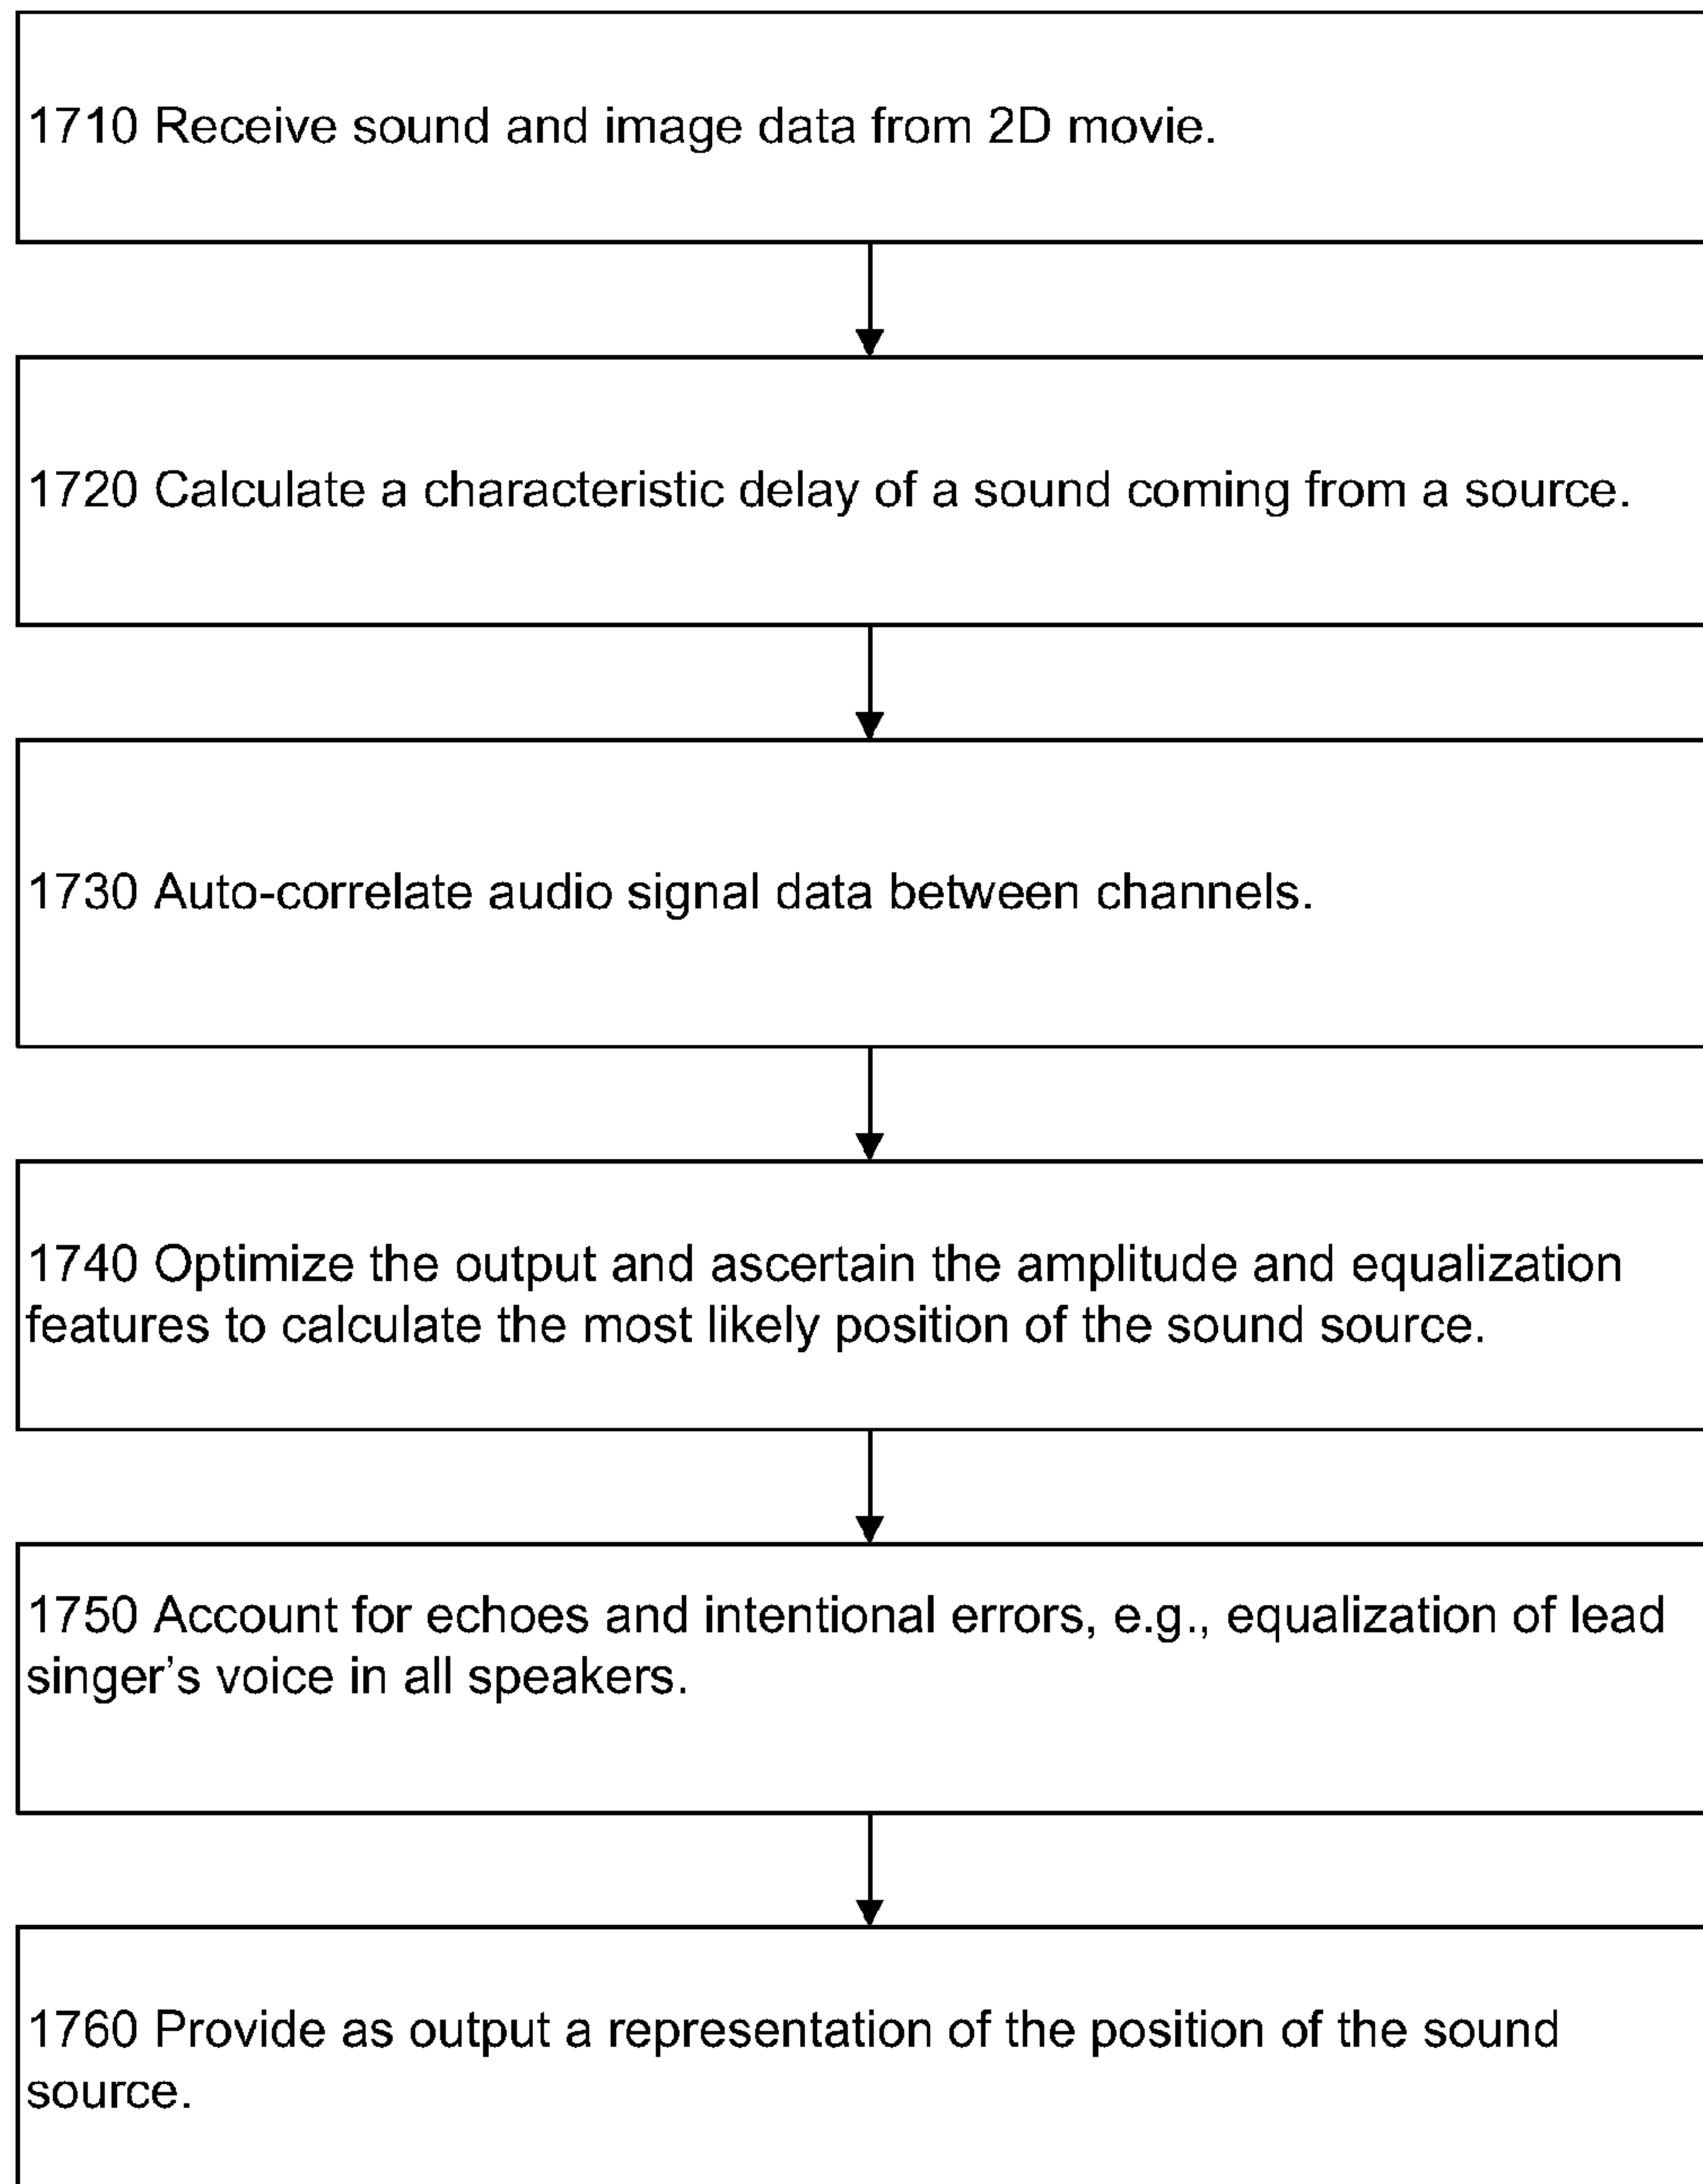 1710 Receive sound and image data from 2D movie.
1720 Calculate a characteristic delay of a sound coming from a source.
1730 Auto-correlate audio signal data between channels.
1740 Optimize the output and ascertain the amplitude and equalization
features to calculate the most likely position of the sound source.
1750 Account for echoes and intentional errors, e.g., equalization of lead
singer’s voice in all speakers.
1760 Provide as output a representation of the position of the sound
source.